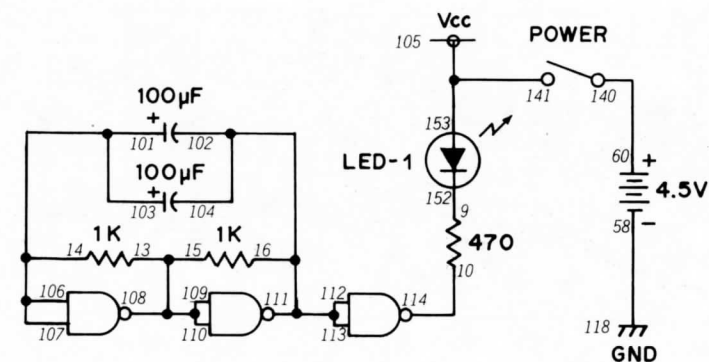 Vcc
105
POWER
141 140
100µF
+
101 102
100µF
+
103 104
153
LED-1
152
60 +
4.5V
58 −
9
470
10
1K 1K
14 13 15 16
106
107
108
109
110
111
112
113
114
118
GND